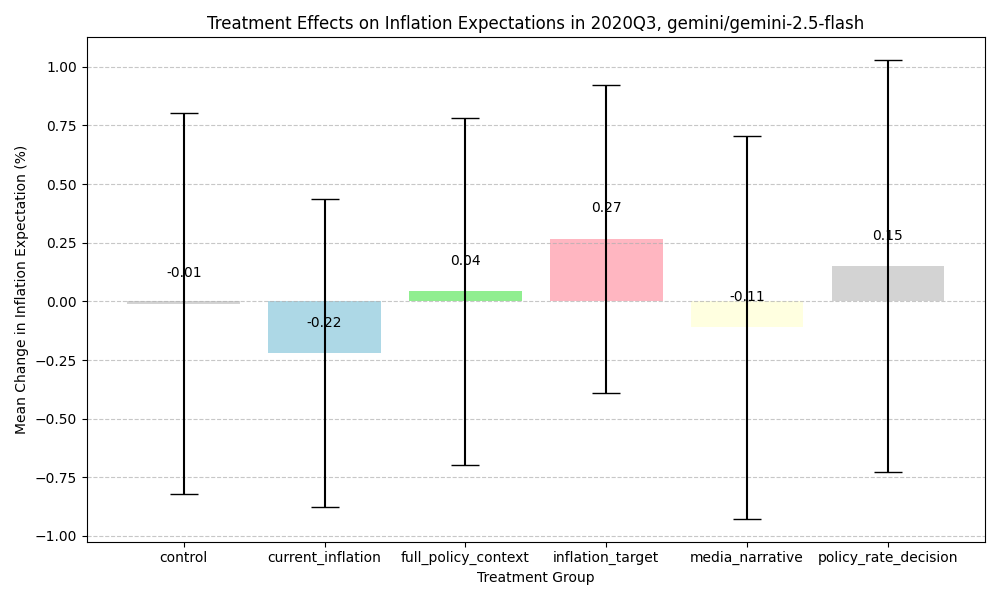 Treatment Effects on Inflation Expectations in 2020Q3, gemini/gemini-2.5-flash
Mean Change in Inflation Expectation (%)
1.00
0.75
0.50
0.25
0.00
−0.25
−0.50
−0.75
−1.00
-0.01
-0.22
0.04
0.27
-0.11
0.15
control
current_inflation
full_policy_context
inflation_target
media_narrative
policy_rate_decision
Treatment Group